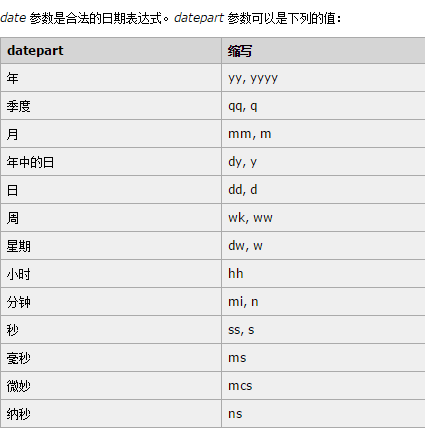 date 参数是合法的日期表达式。datepart 参数可以是下列的值：
datepart 缩写
年 yy, yyyy
季度 qq, q
月 mm, m
年中的日 dy, y
日 dd, d
周 wk, ww
星期 dw, w
小时 hh
分钟 mi, n
秒 ss, s
毫秒 ms
微妙 mcs
纳秒 ns